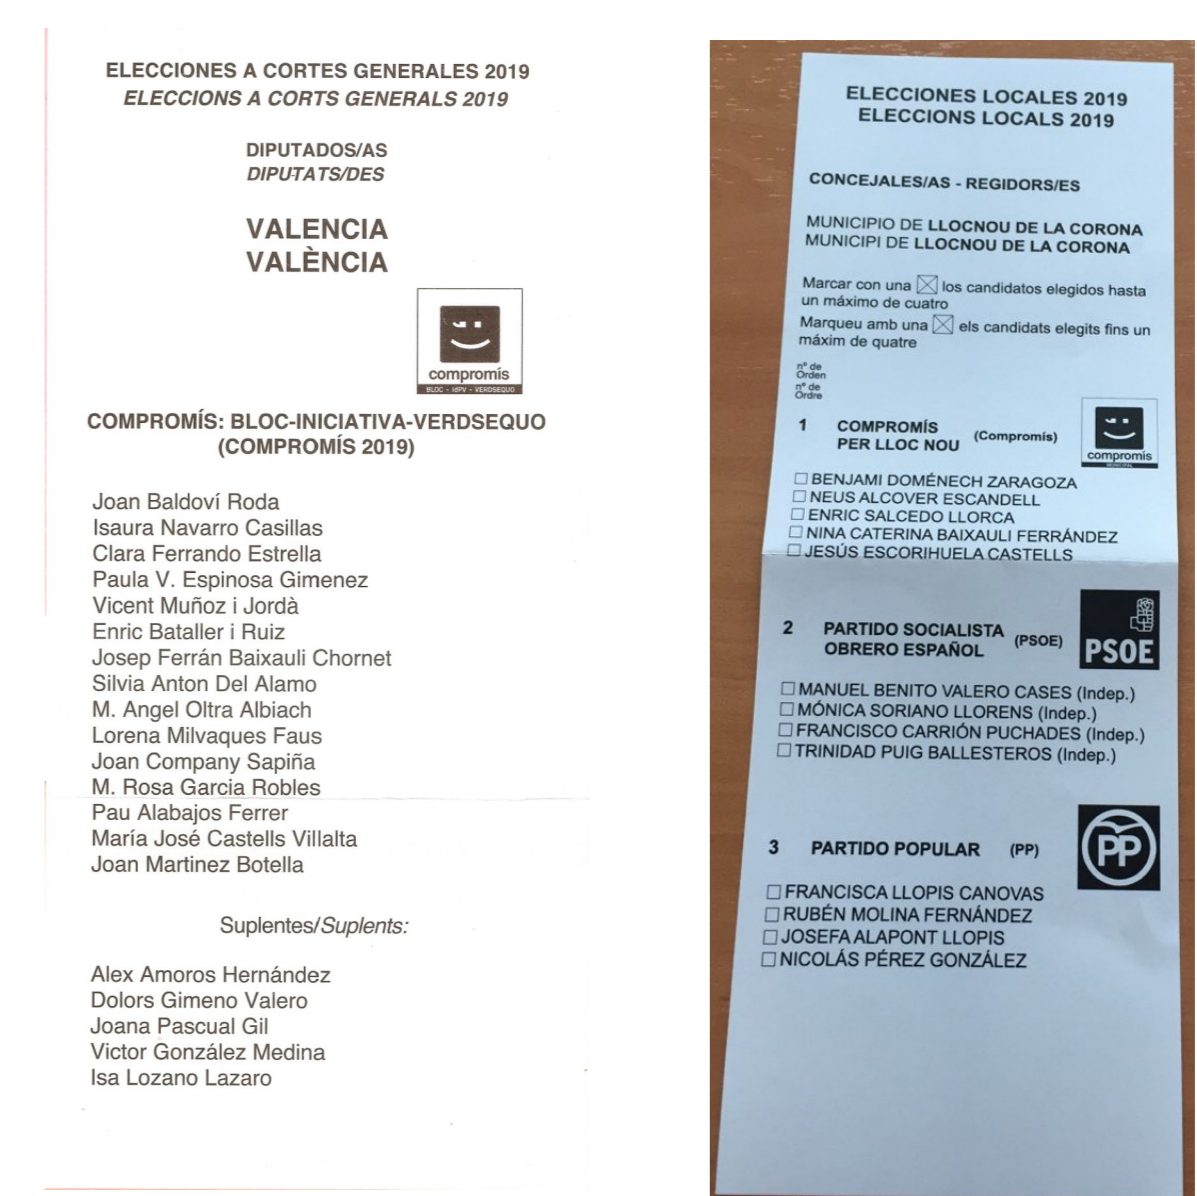 ELECCIONES A CORTES GENERALES 2019
ELECCIONS A CORTS GENERALS 2019
DIPUTADOS/AS
DIPUTATS/DES
VALENCIA
VALÈNCIA
compromís
BLOC - IdPV - VERDSEQUO
COMPROMÍS: BLOC-INICIATIVA-VERDSEQUO
(COMPROMÍS 2019)
Joan Baldoví Roda
Isaura Navarro Casillas
Clara Ferrando Estrella
Paula V. Espinosa Gimenez
Vicent Muñoz i Jordà
Enric Bataller i Ruiz
Josep Ferrán Baixauli Chornet
Silvia Anton Del Alamo
M. Angel Oltra Albiach
Lorena Milvaques Faus
Joan Company Sapiña
M. Rosa Garcia Robles
Pau Alabajos Ferrer
María José Castells Villalta
Joan Martinez Botella
Suplentes/Suplents:
Alex Amoros Hernández
Dolors Gimeno Valero
Joana Pascual Gil
Victor González Medina
Isa Lozano Lazaro
ELECCIONES LOCALES 2019
ELECCIONS LOCALS 2019
CONCEJALES/AS - REGIDORS/ES
MUNICIPIO DE LLOCNOU DE LA CORONA
MUNICIPI DE LLOCNOU DE LA CORONA
Marcar con una los candidatos elegidos hasta
un máximo de cuatro
Marqueu amb una els candidats elegits fins un
máxim de quatre
nº de
Orden
nº de
Ordre
1 COMPROMÍS (Compromís)
PER LLOC NOU
compromís
MUNICIPAL
BENJAMI DOMÉNECH ZARAGOZA
NEUS ALCOVER ESCANDELL
ENRIC SALCEDO LLORCA
NINA CATERINA BAIXAULI FERRÁNDEZ
JESÚS ESCORIHUELA CASTELLS
2 PARTIDO SOCIALISTA (PSOE)
OBRERO ESPAÑOL
PSOE
MANUEL BENITO VALERO CASES (Indep.)
MÓNICA SORIANO LLORENS (Indep.)
FRANCISCO CARRIÓN PUCHADES (Indep.)
TRINIDAD PUIG BALLESTEROS (Indep.)
3 PARTIDO POPULAR (PP)
PP
FRANCISCA LLOPIS CANOVAS
RUBÉN MOLINA FERNÁNDEZ
JOSEFA ALAPONT LLOPIS
NICOLÁS PÉREZ GONZÁLEZ